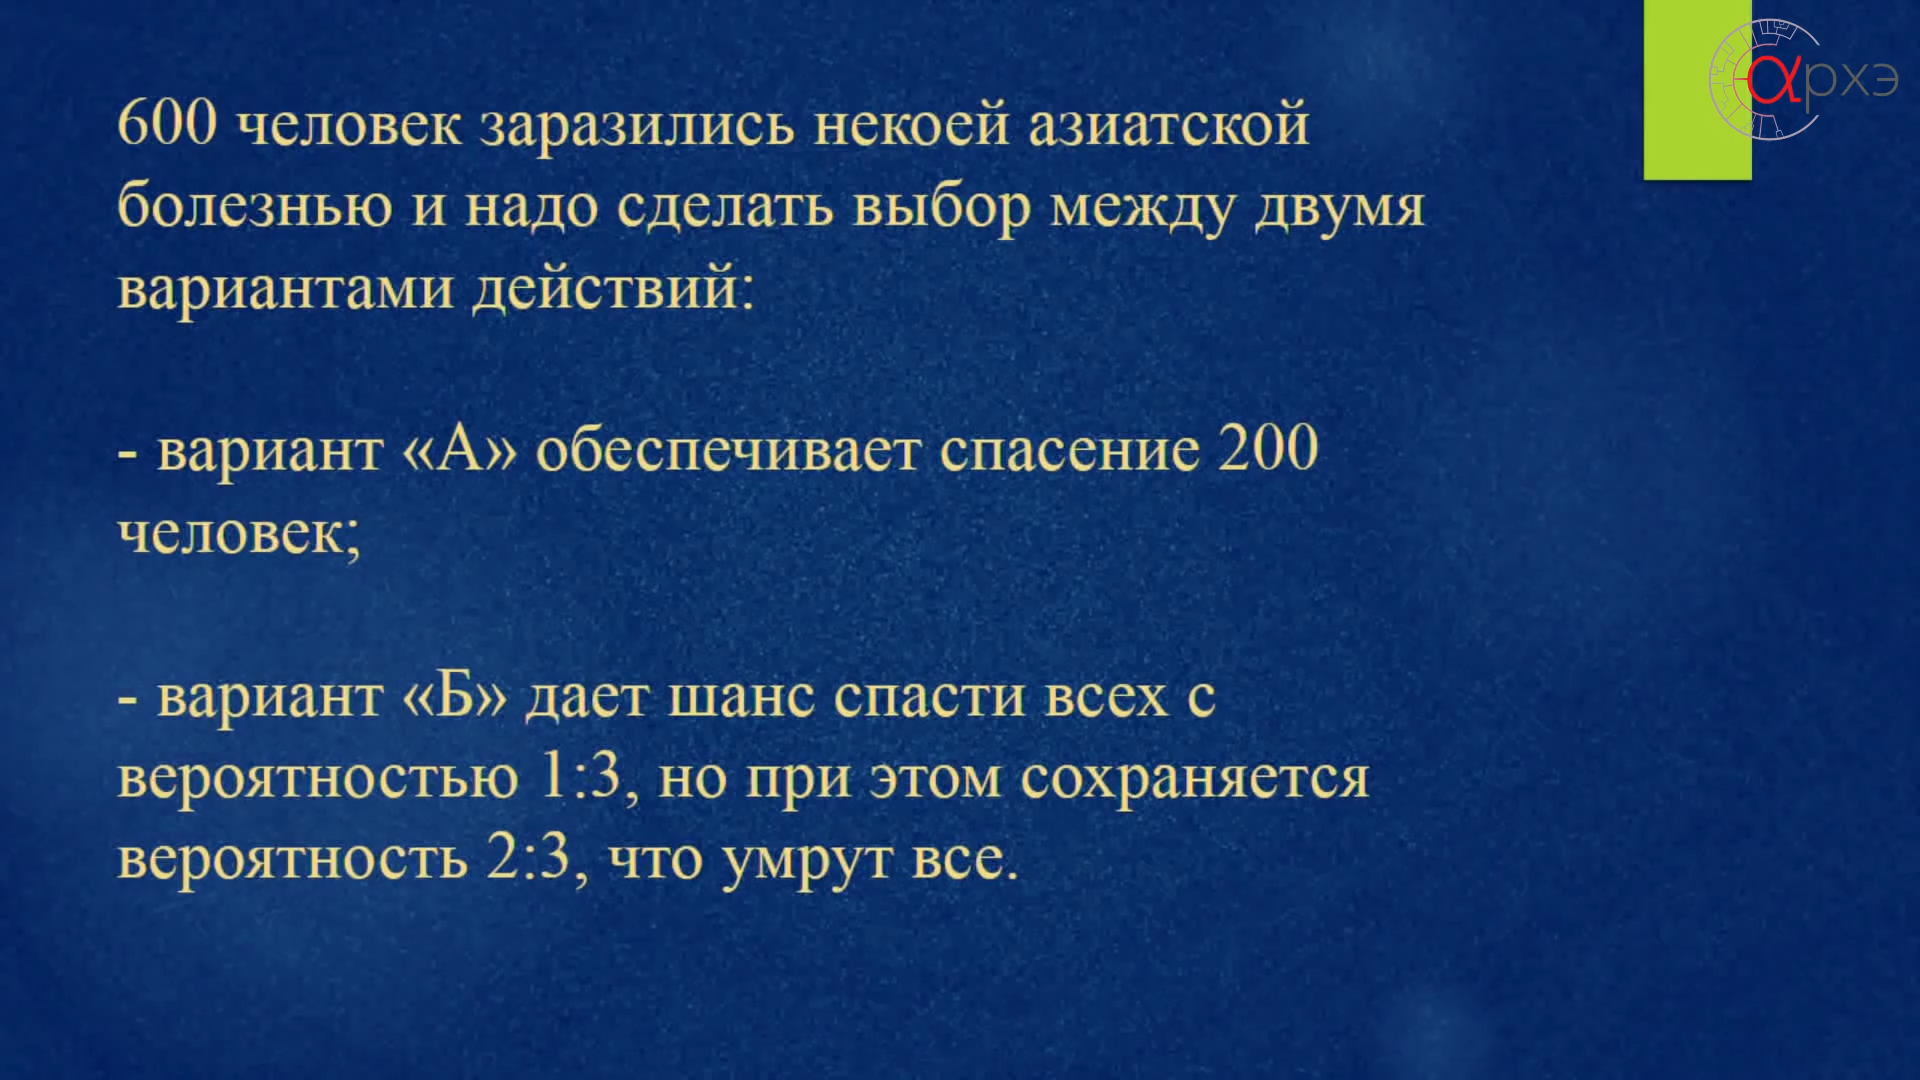 αрхэ
600 человек заразились некоей азиатской
болезнью и надо сделать выбор между двумя
вариантами действий:
- вариант «А» обеспечивает спасение 200
человек;
- вариант «Б» дает шанс спасти всех с
вероятностью 1:3, но при этом сохраняется
вероятность 2:3, что умрут все.